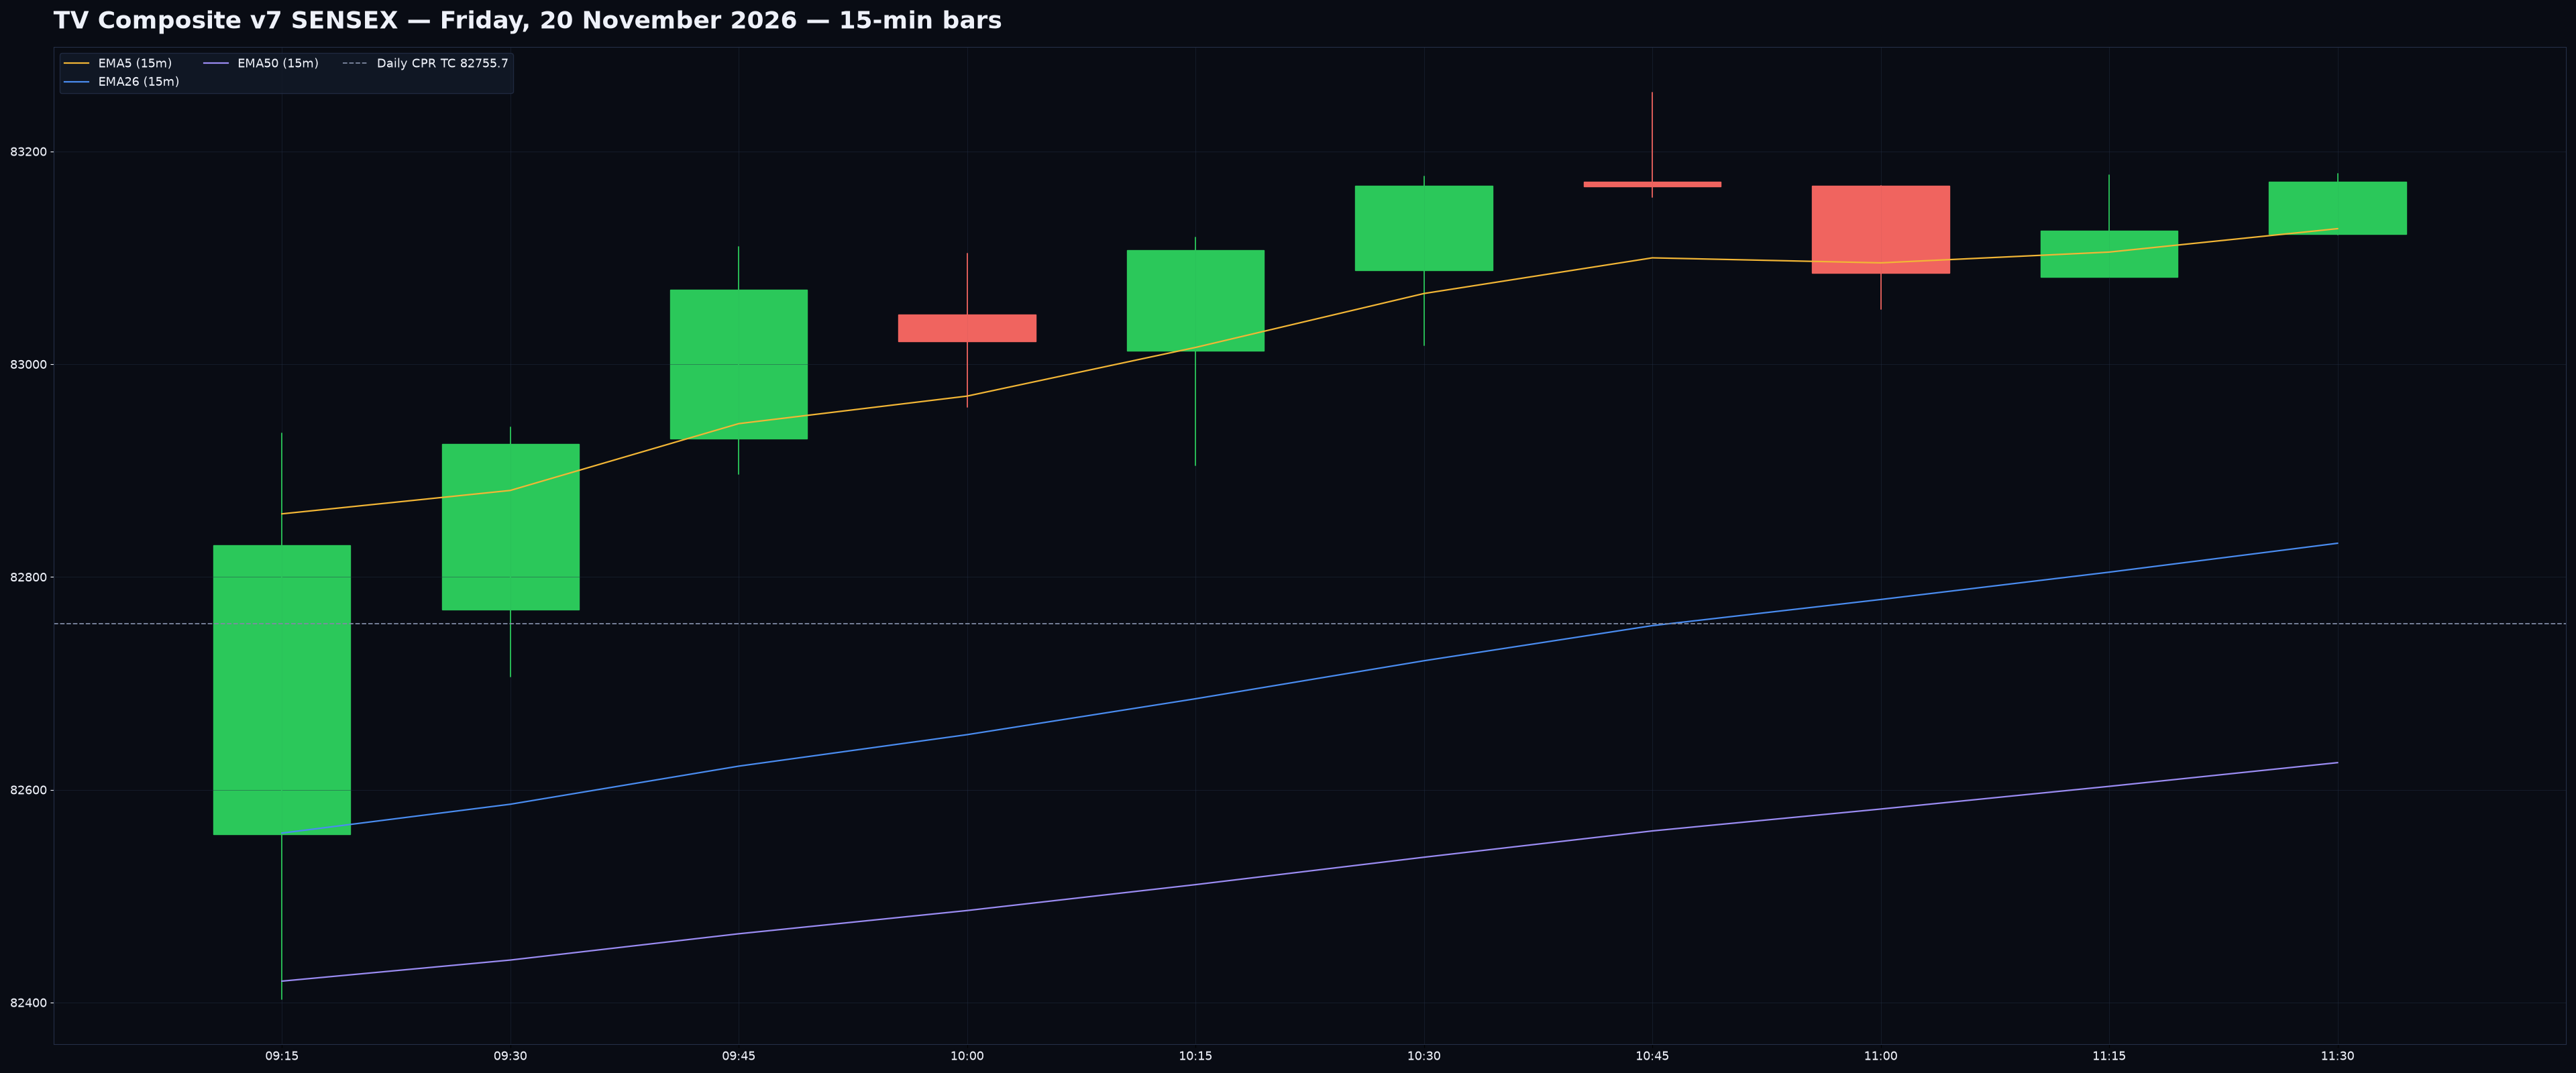 TV Composite v7 SENSEX — Friday, 20 November 2026 — 15-min bars
EMA5 (15m) EMA50 (15m) Daily CPR TC 82755.7
EMA26 (15m)
83200
83000
82800
82600
82400
09:15 09:30 09:45 10:00 10:15 10:30 10:45 11:00 11:15 11:30